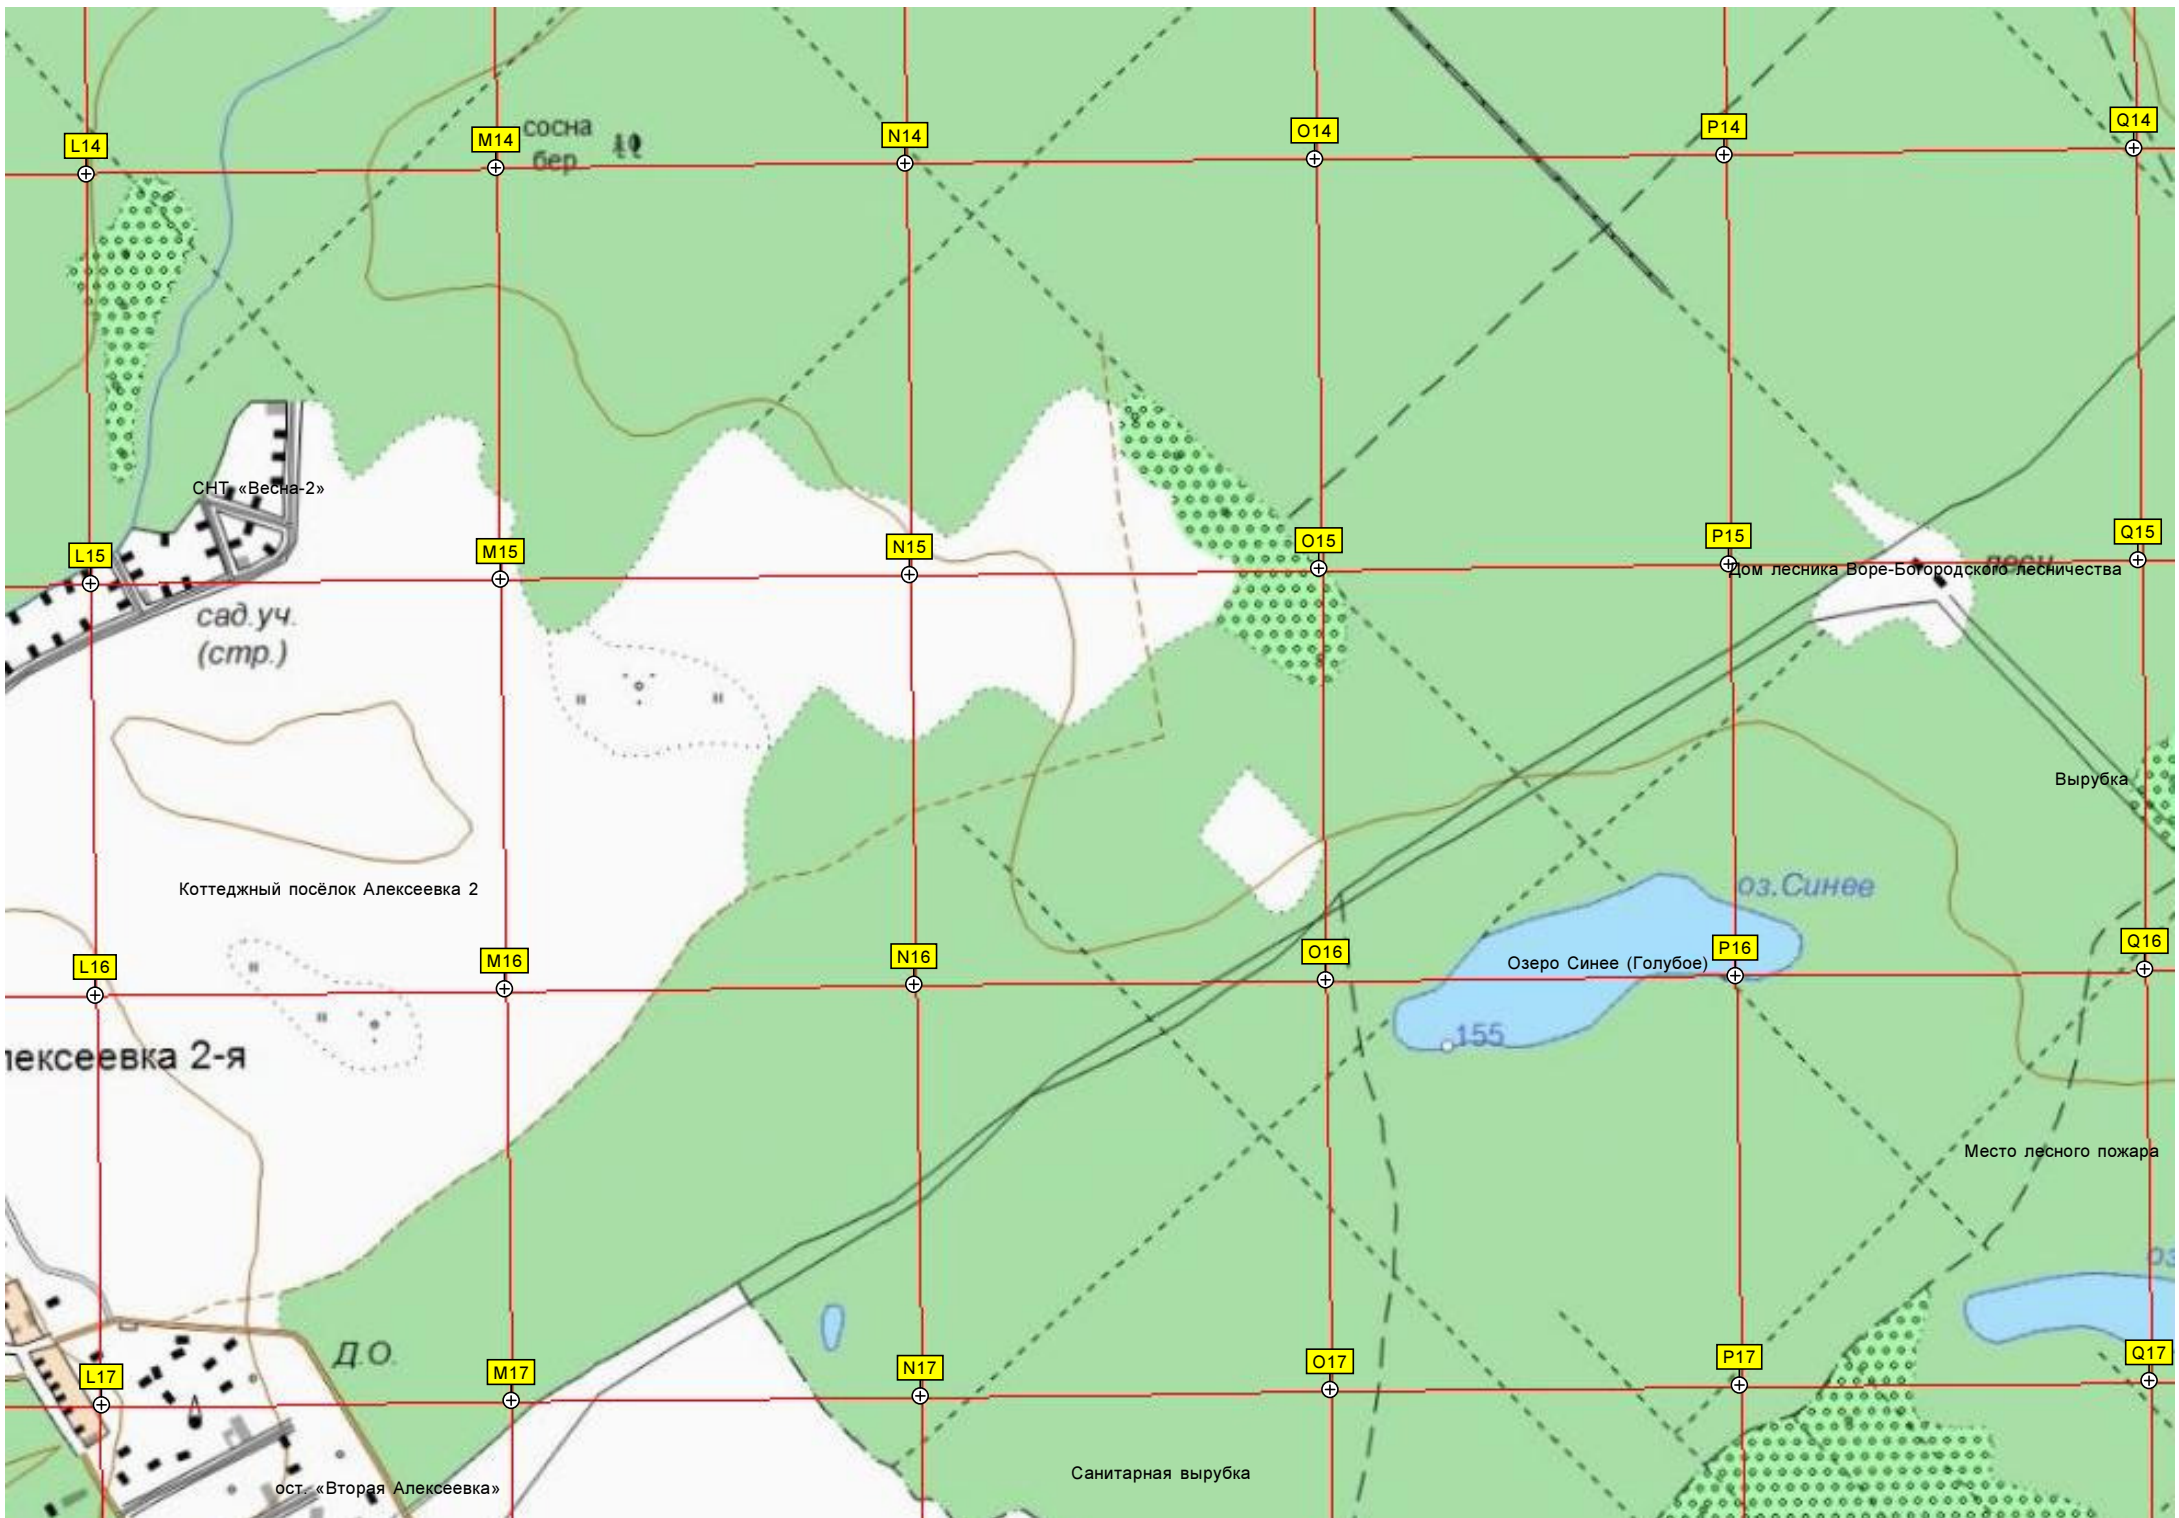 L14
M14
N14
O14
P14
Q14
сосна
бер.
СНТ «Весна-2»
L15
M15
N15
O15
P15
Q15
лесн.
Дом лесника Воре-Богородского лесничества
сад.уч.
(стр.)
Вырубка
Коттеджный посёлок Алексеевка 2
оз.Синее
L16
M16
N16
O16
P16
Q16
Озеро Синее (Голубое)
155
лексеевка 2-я
Место лесного пожара
оз
Д.О.
L17
M17
N17
O17
P17
Q17
Санитарная вырубка
ост. «Вторая Алексеевка»